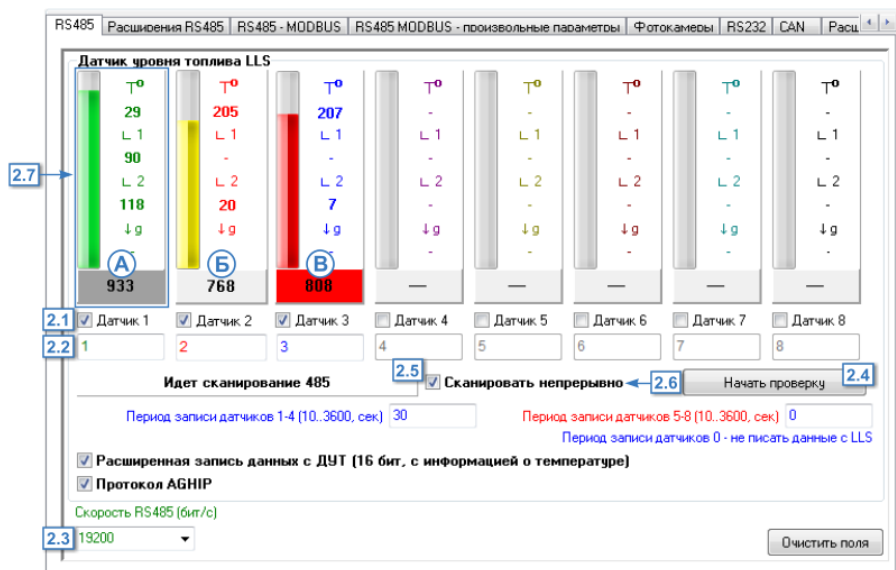 RS485 Расширения RS485 RS485 - MODBUS RS485 MODBUS - произвольные параметры Фотокамеры RS232 CAN Расш
Датчик уровня топлива LLS
T° T° T° T° T° T° T° T°
29 205 207 - - - - -
∟ 1 ∟ 1 ∟ 1 ∟ 1 ∟ 1 ∟ 1 ∟ 1 ∟ 1
90 - - - - - - -
2.7
∟ 2 ∟ 2 ∟ 2 ∟ 2 ∟ 2 ∟ 2 ∟ 2 ∟ 2
118 20 7 - - - - -
↓g ↓g ↓g ↓g ↓g ↓g ↓g ↓g
- - - - - - - -
А Б В
933 768 808 — — — — —
2.1 Датчик 1 Датчик 2 Датчик 3 Датчик 4 Датчик 5 Датчик 6 Датчик 7 Датчик 8
2.2 1 2 3 4 5 6 7 8
Идет сканирование 485 2.5 Сканировать непрерывно 2.6 Начать проверку 2.4
Период записи датчиков 1-4 (10..3600, сек) 30 Период записи датчиков 5-8 (10..3600, сек) 0
Период записи датчиков 0 - не писать данные с LLS
Расширенная запись данных с ДУТ (16 бит, с информацией о температуре)
Протокол AGHIP
Скорость RS485 (бит/с)
2.3 19200 Очистить поля